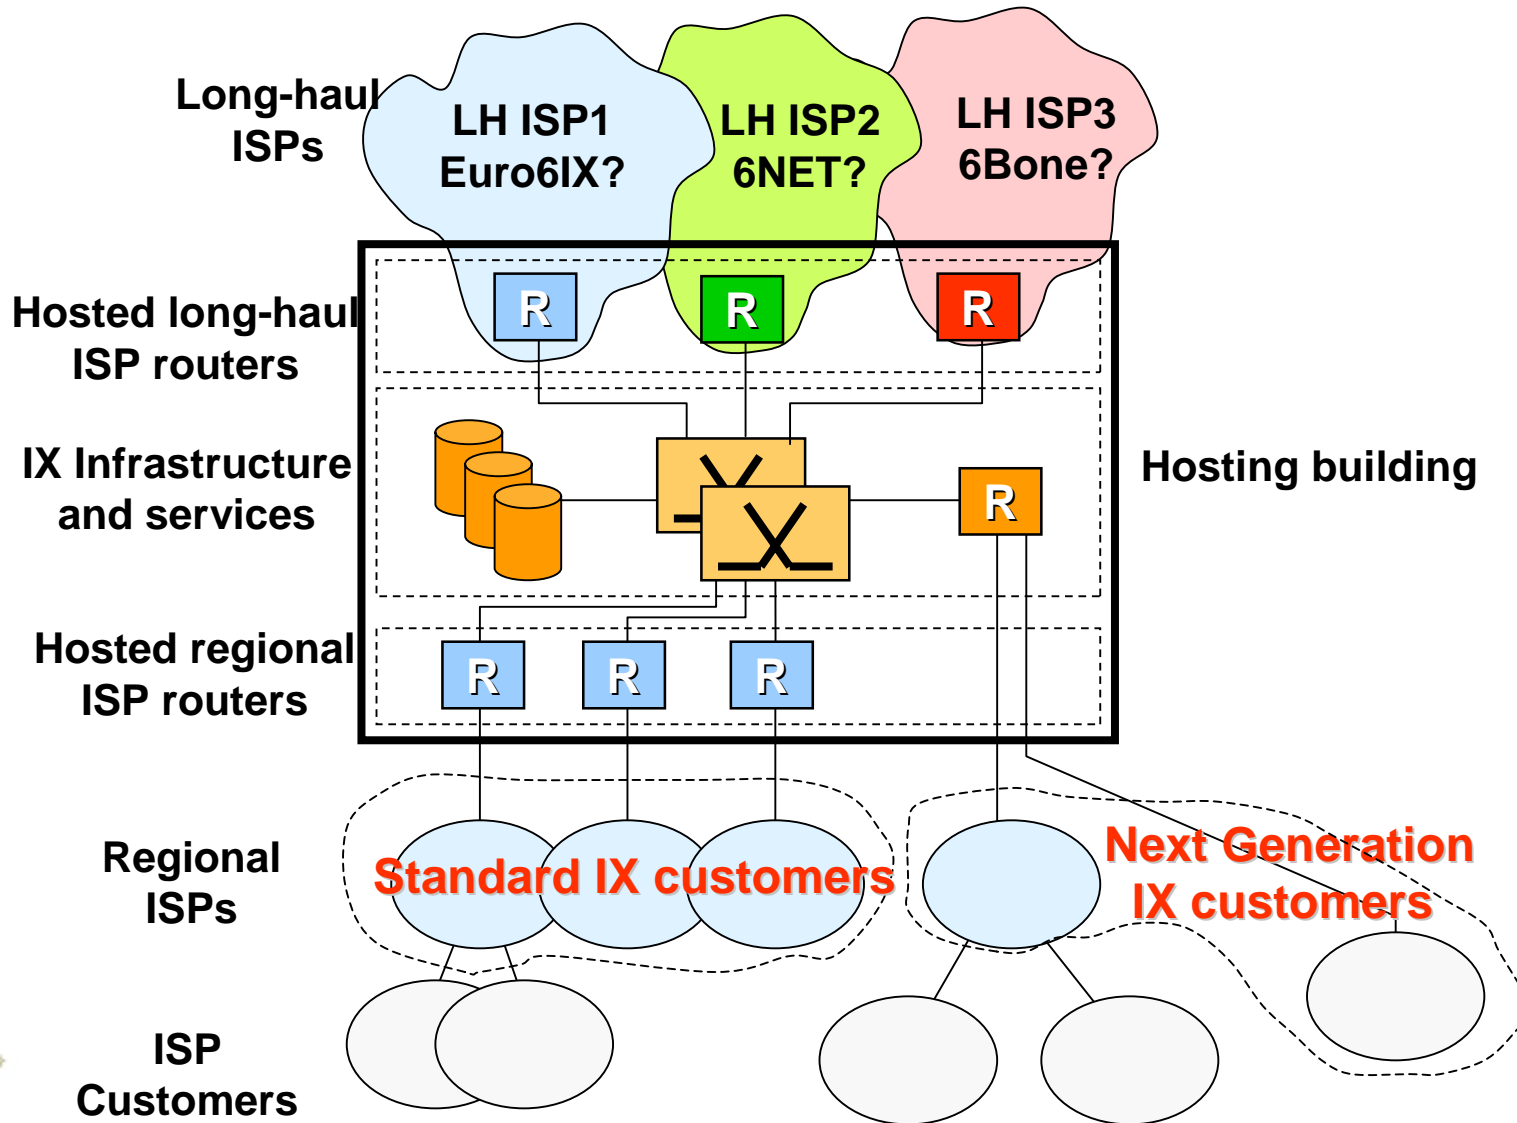 Long-haul
ISPs
LH ISP1
Euro6IX?
LH ISP2
6NET?
LH ISP3
6Bone?
Hosted long-haul
ISP routers
R
R
R
IX Infrastructure
and services
R
Hosting building
Hosted regional
ISP routers
R
R
R
Regional
ISPs
Standard IX customers
Next Generation
IX customers
ISP
Customers